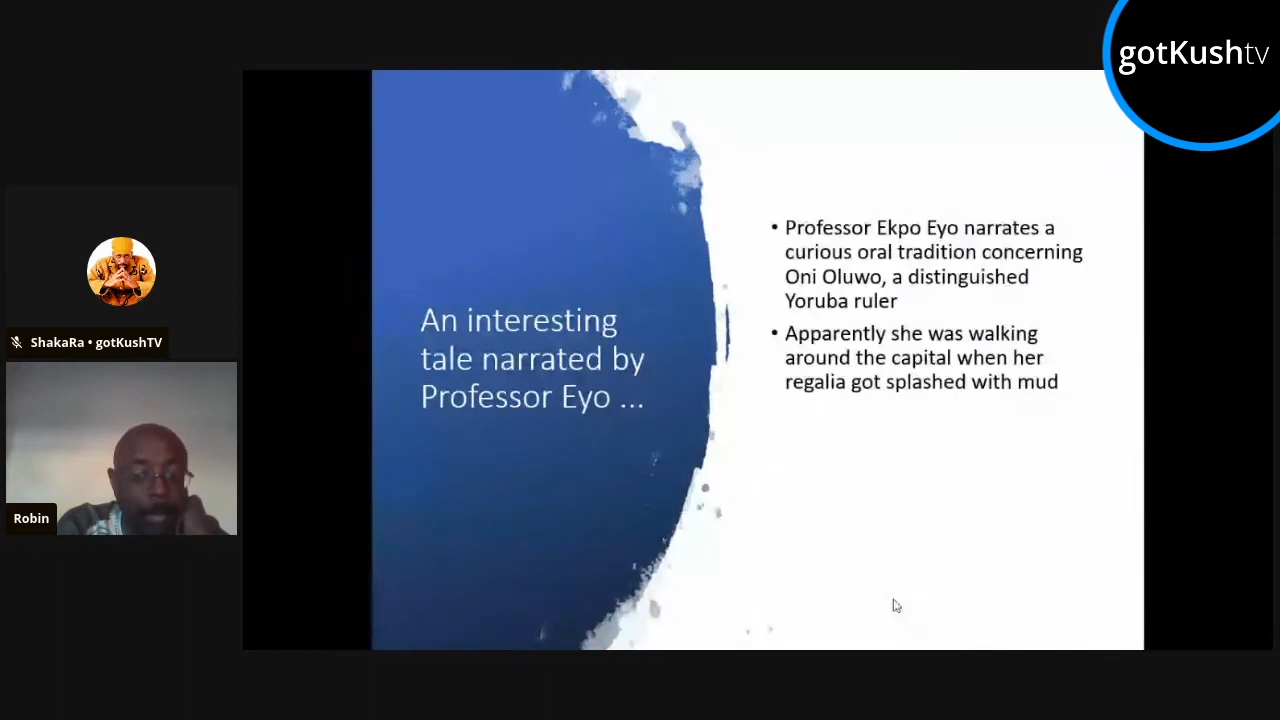 gotKushtv
An interesting
tale narrated by
Professor Eyo ...
• Professor Ekpo Eyo narrates a
curious oral tradition concerning
Oni Oluwo, a distinguished
Yoruba ruler
• Apparently she was walking
around the capital when her
regalia got splashed with mud
ShakaRa • gotKushTV
Robin